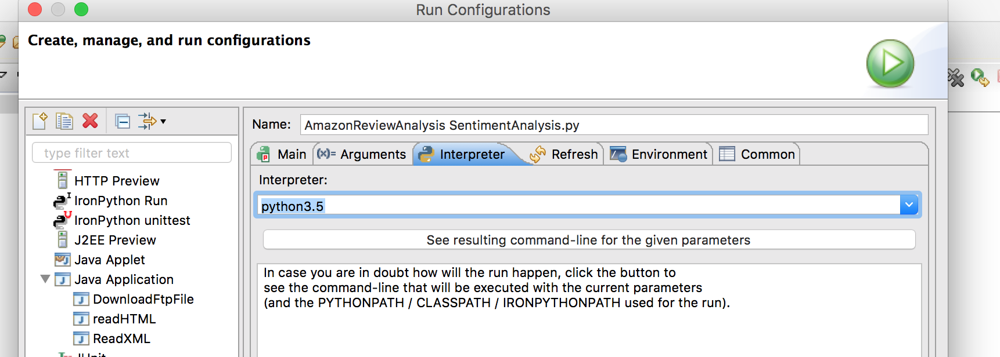 Run Configurations
Create, manage, and run configurations
type filter text
HTTP Preview
IronPython Run
IronPython unittest
J2EE Preview
Java Applet
Java Application
DownloadFtpFile
readHTML
ReadXML
Name: AmazonReviewAnalysis SentimentAnalysis.py
Main (x)= Arguments Interpreter Refresh Environment Common
Interpreter:
python3.5
See resulting command-line for the given parameters
In case you are in doubt how will the run happen, click the button to
see the command-line that will be executed with the current parameters
(and the PYTHONPATH / CLASSPATH / IRONPYTHONPATH used for the run).